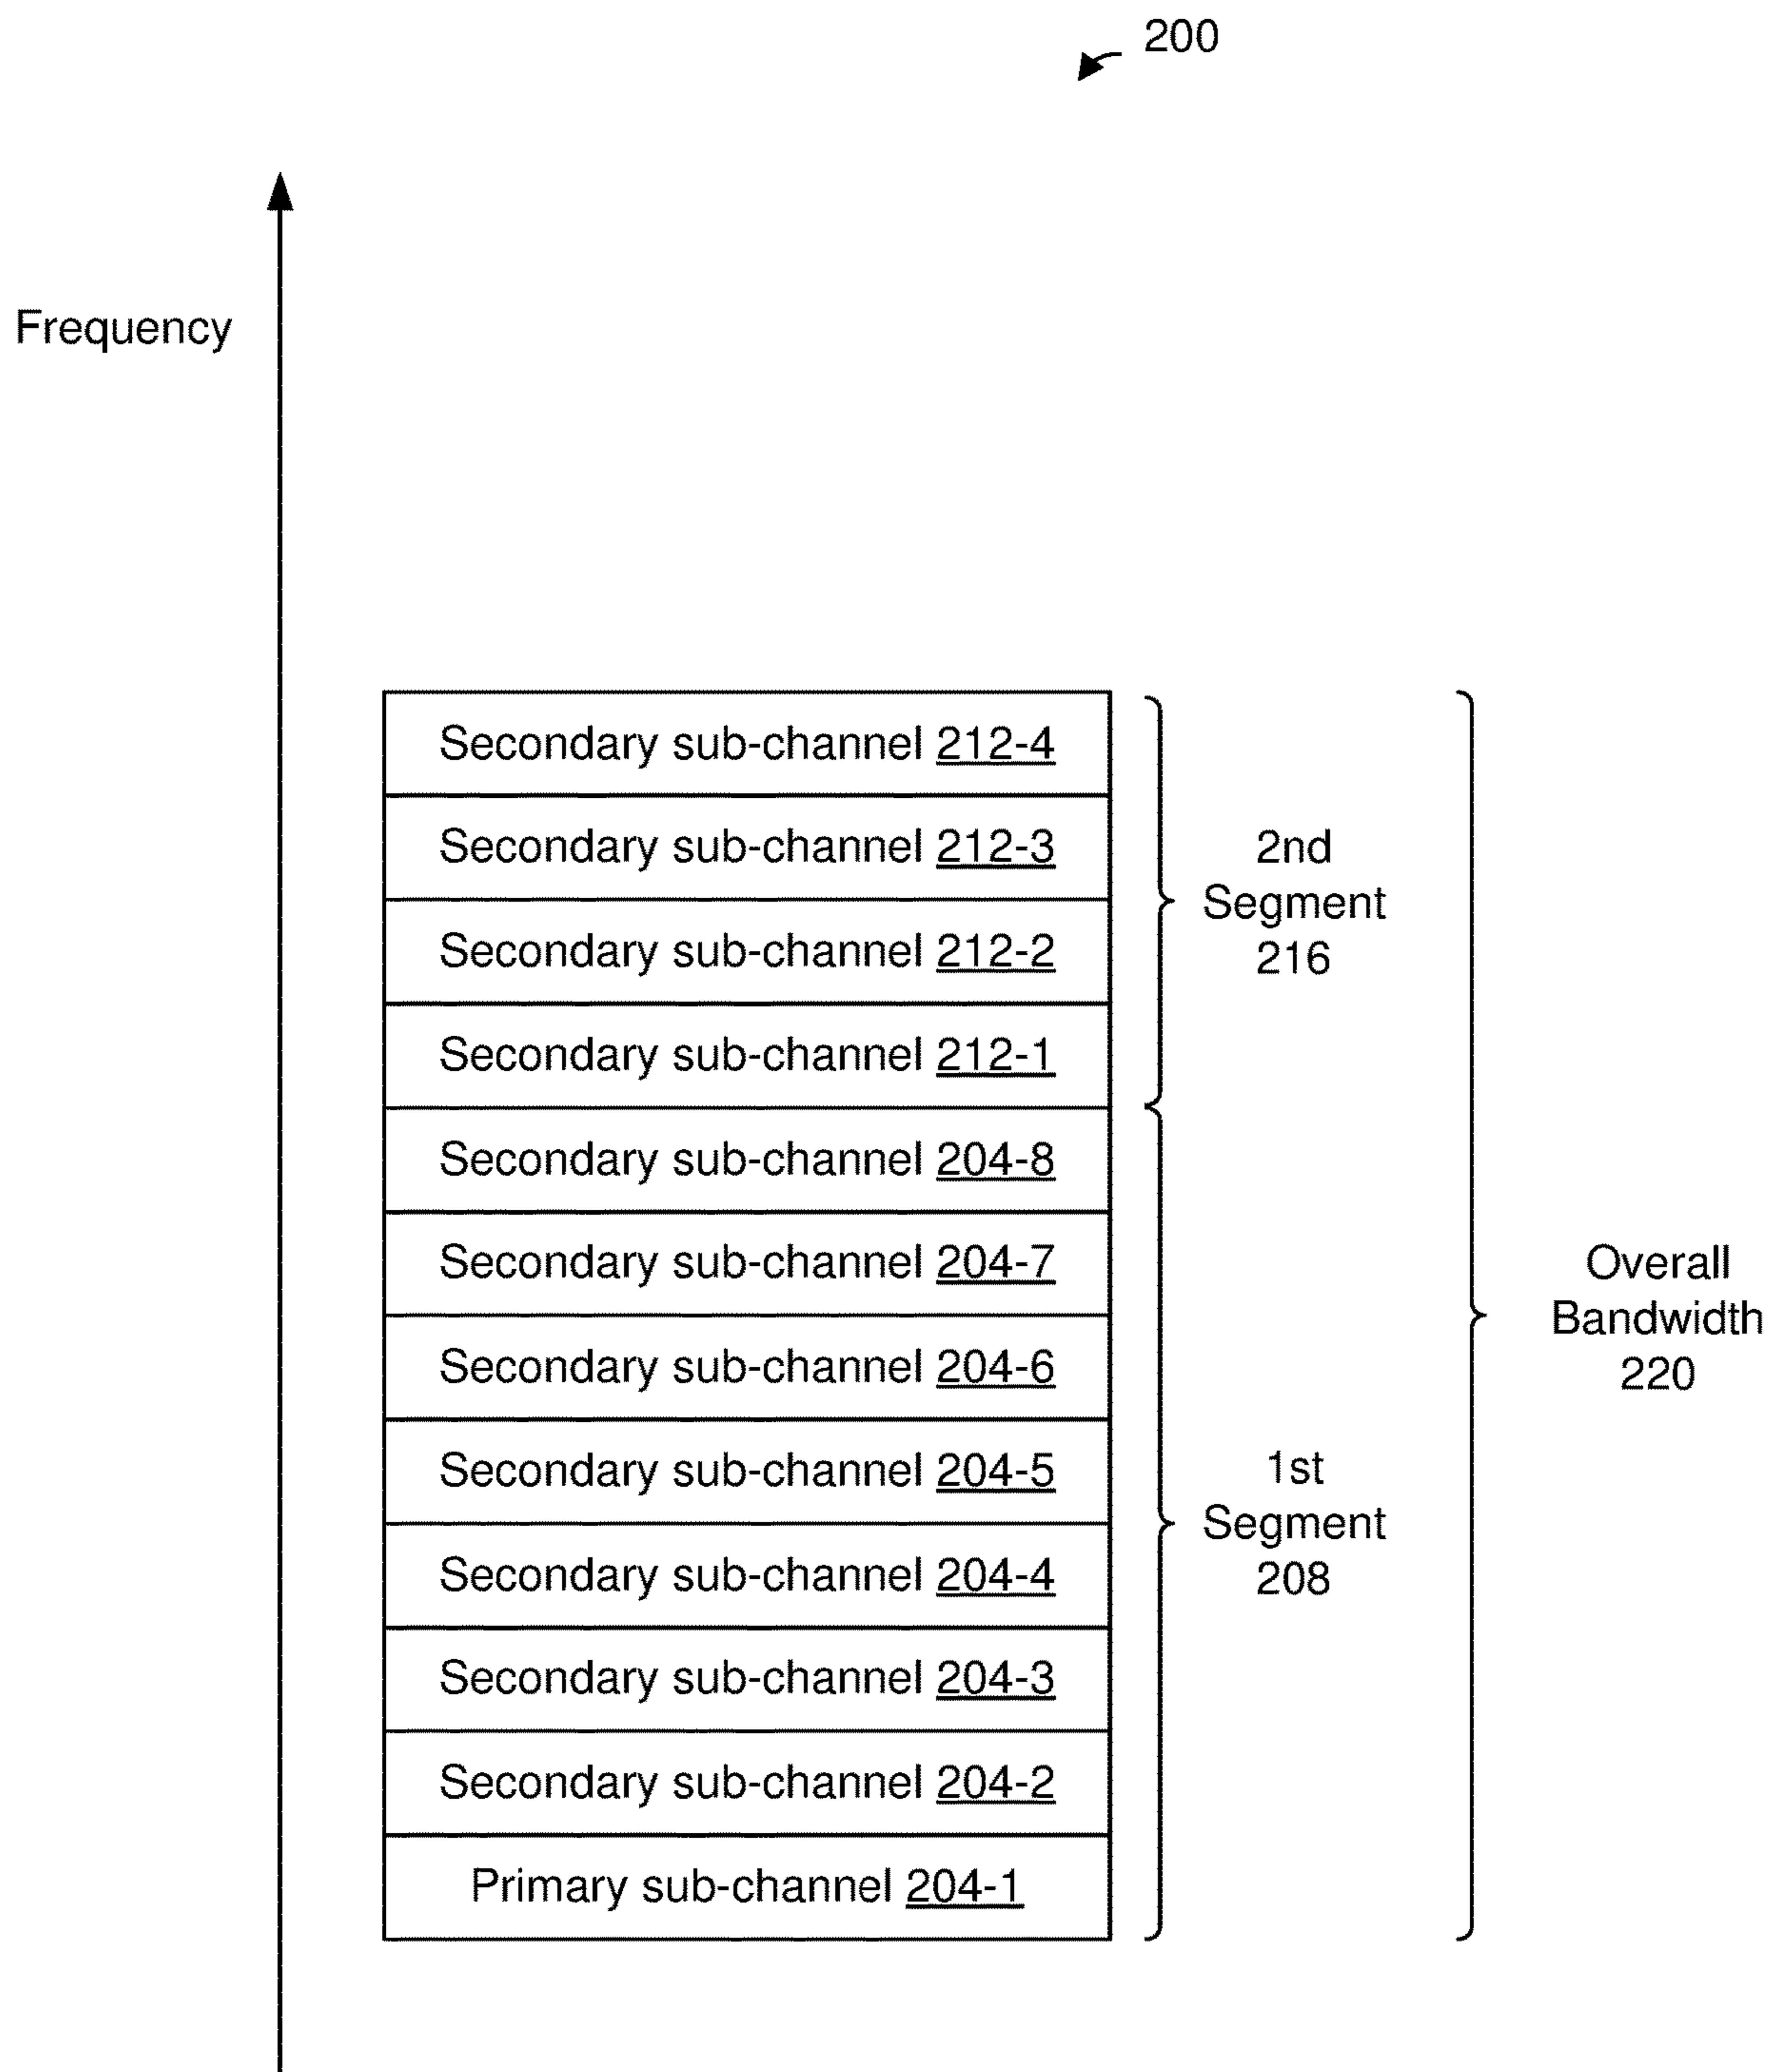 200
Frequency
Secondary sub-channel 212-4
Secondary sub-channel 212-3
Secondary sub-channel 212-2
Secondary sub-channel 212-1
2nd
Segment
216
Secondary sub-channel 204-8
Secondary sub-channel 204-7
Secondary sub-channel 204-6
Secondary sub-channel 204-5
Secondary sub-channel 204-4
Secondary sub-channel 204-3
Secondary sub-channel 204-2
Primary sub-channel 204-1
1st
Segment
208
Overall
Bandwidth
220